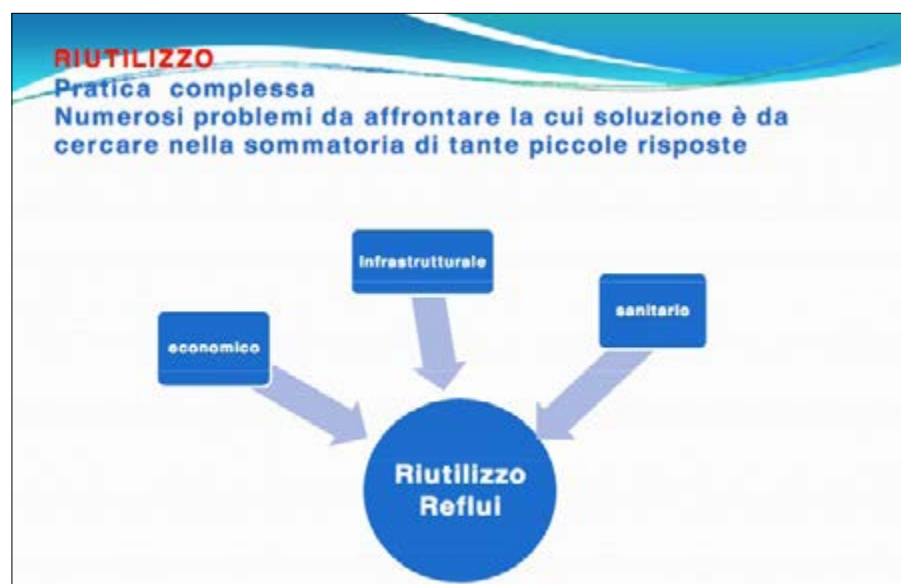 RIUTILIZZO
Pratica complessa
Numerosi problemi da affrontare la cui soluzione è da
cercare nella sommatoria di tante piccole risposte
economico
Infrastrutturale
sanitario
Riutilizzo
Reflui